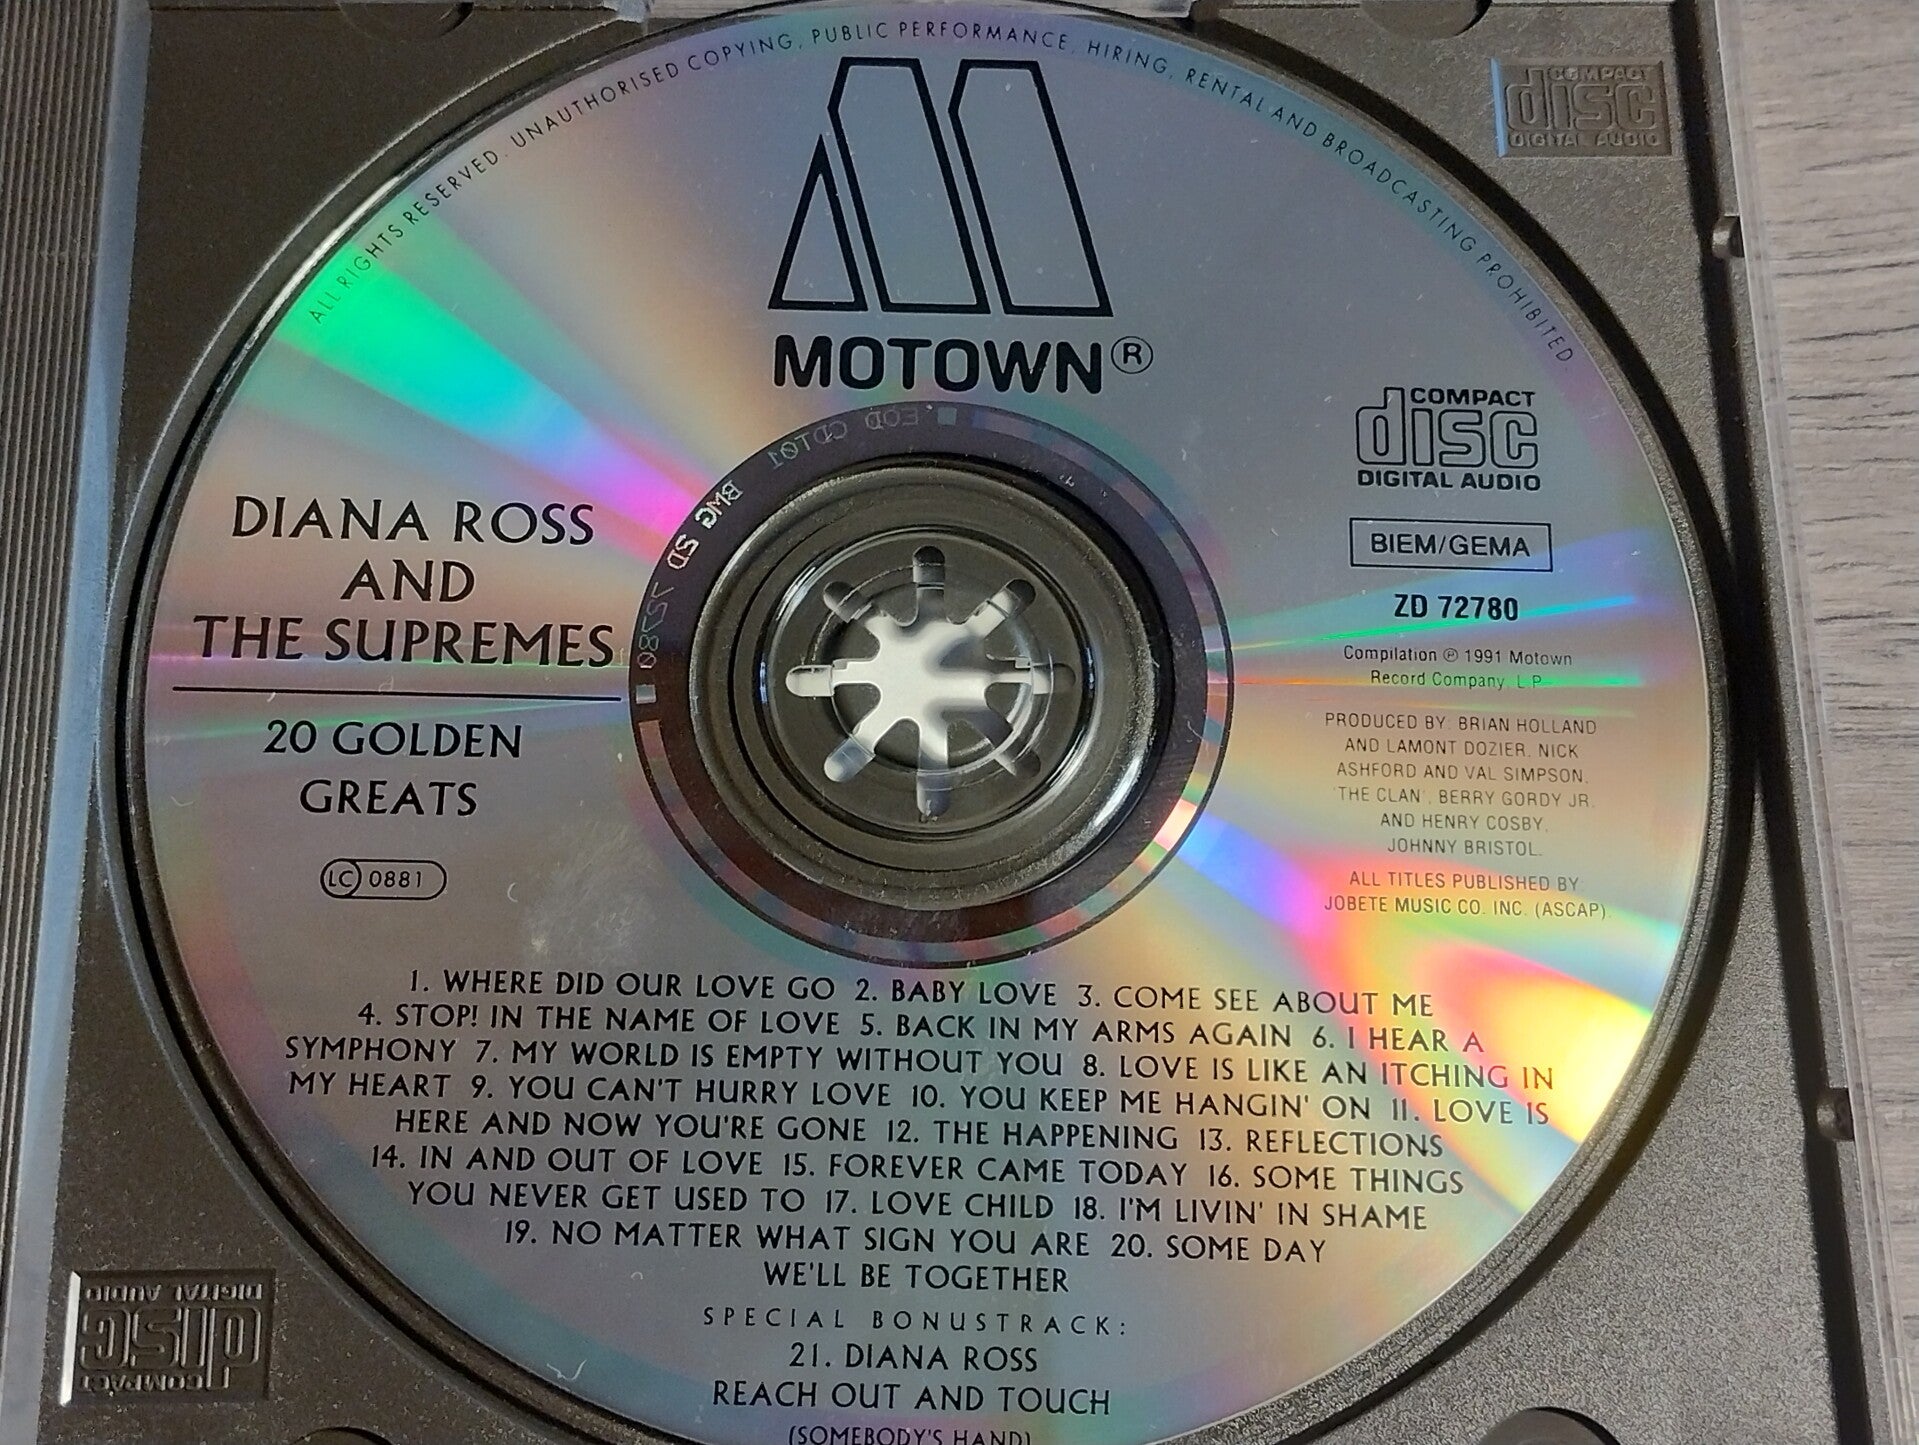 ALL RIGHTS RESERVED. UNAUTHORISED COPYING, PUBLIC PERFORMANCE, HIRING, RENTAL AND BROADCASTING PROHIBITED.
MOTOWN®
COMPACT
disc
DIGITAL AUDIO
COMPACT
disc
DIGITAL AUDIO
BIEM/GEMA
ZD 72780
Compilation ℗ 1991 Motown
Record Company, L.P.
PRODUCED BY: BRIAN HOLLAND
AND LAMONT DOZIER, NICK
ASHFORD AND VAL SIMPSON,
'THE CLAN', BERRY GORDY JR.
AND HENRY COSBY,
JOHNNY BRISTOL.
ALL TITLES PUBLISHED BY:
JOBETE MUSIC CO. INC. (ASCAP).
DIANA ROSS
AND
THE SUPREMES
20 GOLDEN
GREATS
LC 0881
1. WHERE DID OUR LOVE GO 2. BABY LOVE 3. COME SEE ABOUT ME
4. STOP! IN THE NAME OF LOVE 5. BACK IN MY ARMS AGAIN 6. I HEAR A
SYMPHONY 7. MY WORLD IS EMPTY WITHOUT YOU 8. LOVE IS LIKE AN ITCHING IN
MY HEART 9. YOU CAN'T HURRY LOVE 10. YOU KEEP ME HANGIN' ON 11. LOVE IS
HERE AND NOW YOU'RE GONE 12. THE HAPPENING 13. REFLECTIONS
14. IN AND OUT OF LOVE 15. FOREVER CAME TODAY 16. SOME THINGS
YOU NEVER GET USED TO 17. LOVE CHILD 18. I'M LIVIN' IN SHAME
19. NO MATTER WHAT SIGN YOU ARE 20. SOME DAY
WE'LL BE TOGETHER
SPECIAL BONUSTRACK:
21. DIANA ROSS
REACH OUT AND TOUCH
(SOMEBODY'S HAND)
EOD CD101
BMG
COMPACT
disc
DIGITAL AUDIO